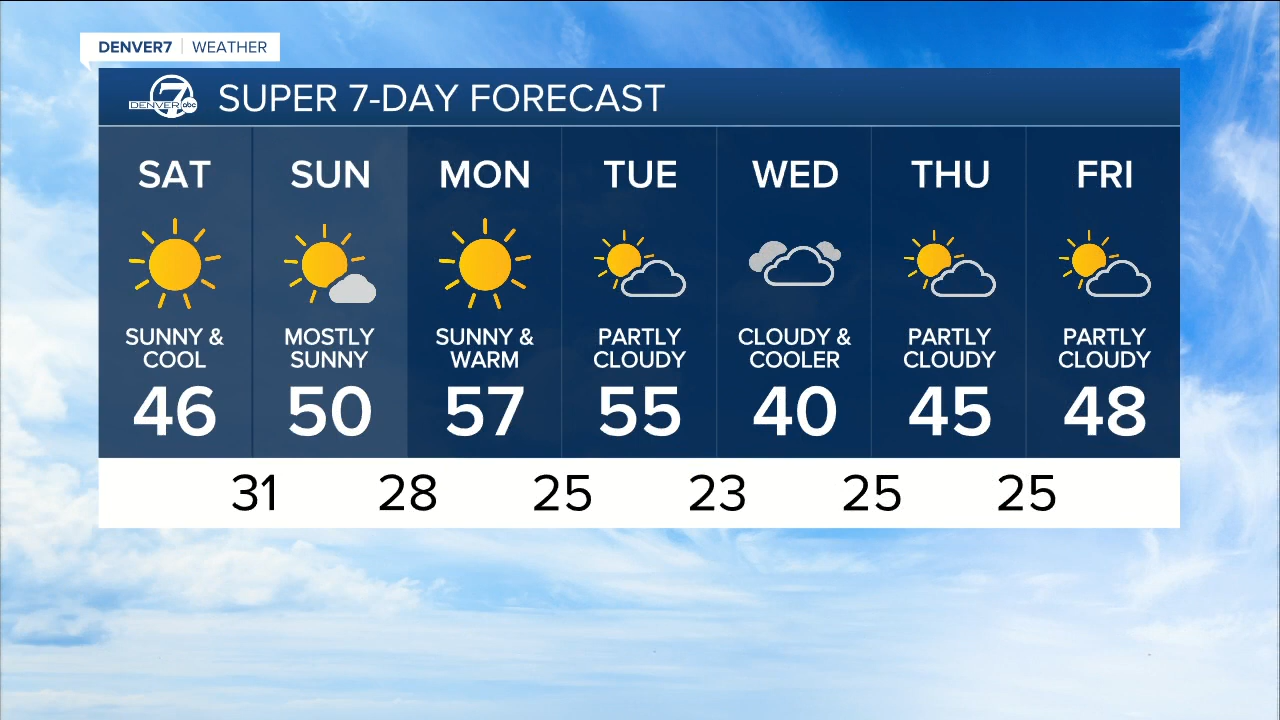 DENVER7 | WEATHER
7
DENVER abc
SUPER 7-DAY FORECAST
SAT SUN MON TUE WED THU FRI
SUNNY & MOSTLY SUNNY & PARTLY CLOUDY & PARTLY PARTLY
COOL SUNNY WARM CLOUDY COOLER CLOUDY CLOUDY
46 50 57 55 40 45 48
31 28 25 23 25 25